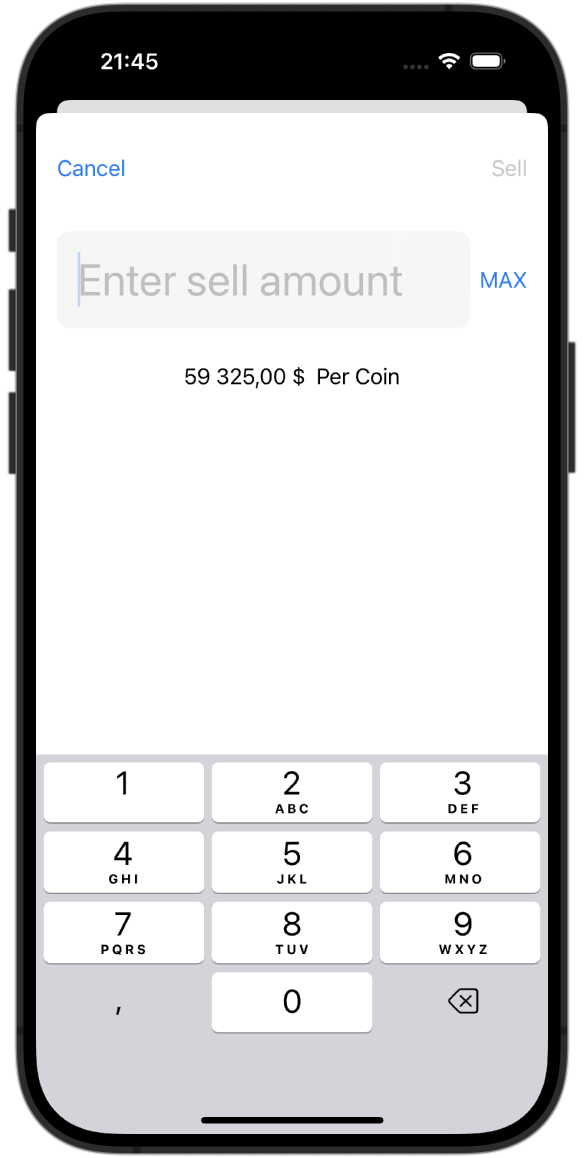 21:45
Cancel Sell
Enter sell amount MAX
59 325,00 $ Per Coin
1 2 3
ABC DEF
4 5 6
GHI JKL MNO
7 8 9
PQRS TUV WXYZ
, 0